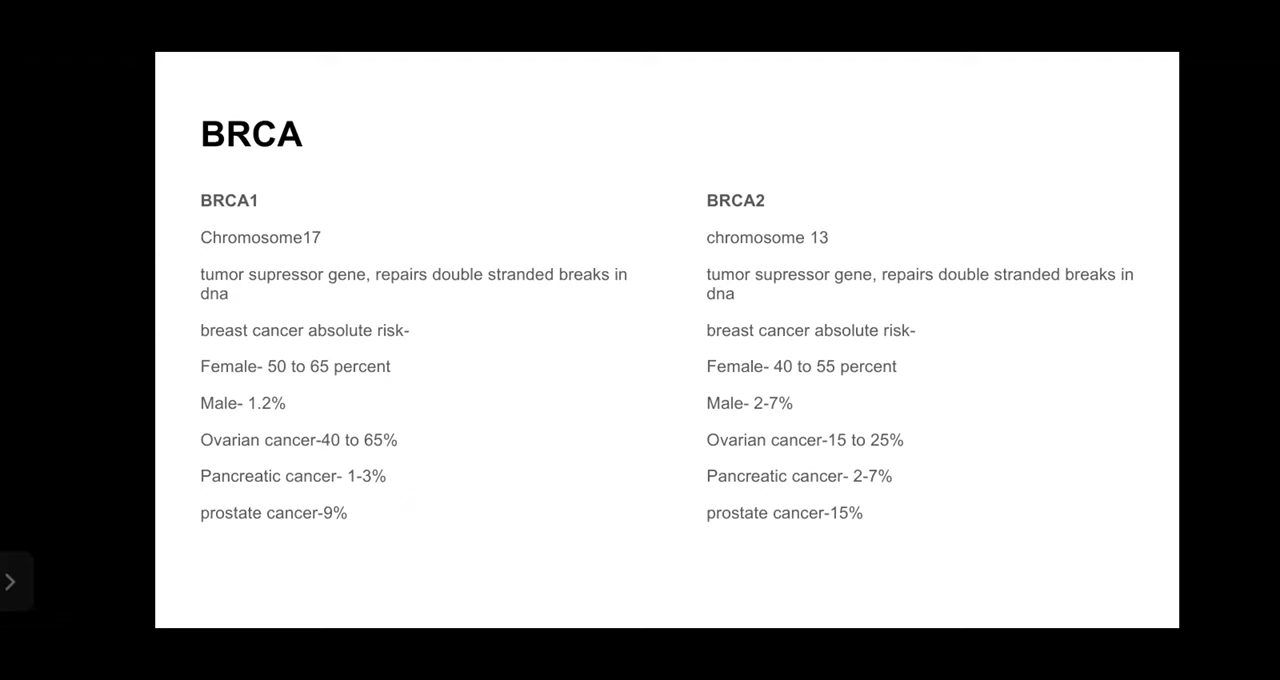 BRCA
BRCA1
Chromosome17
tumor supressor gene, repairs double stranded breaks in
dna
breast cancer absolute risk-
Female- 50 to 65 percent
Male- 1.2%
Ovarian cancer-40 to 65%
Pancreatic cancer- 1-3%
prostate cancer-9%
BRCA2
chromosome 13
tumor supressor gene, repairs double stranded breaks in
dna
breast cancer absolute risk-
Female- 40 to 55 percent
Male- 2-7%
Ovarian cancer-15 to 25%
Pancreatic cancer- 2-7%
prostate cancer-15%